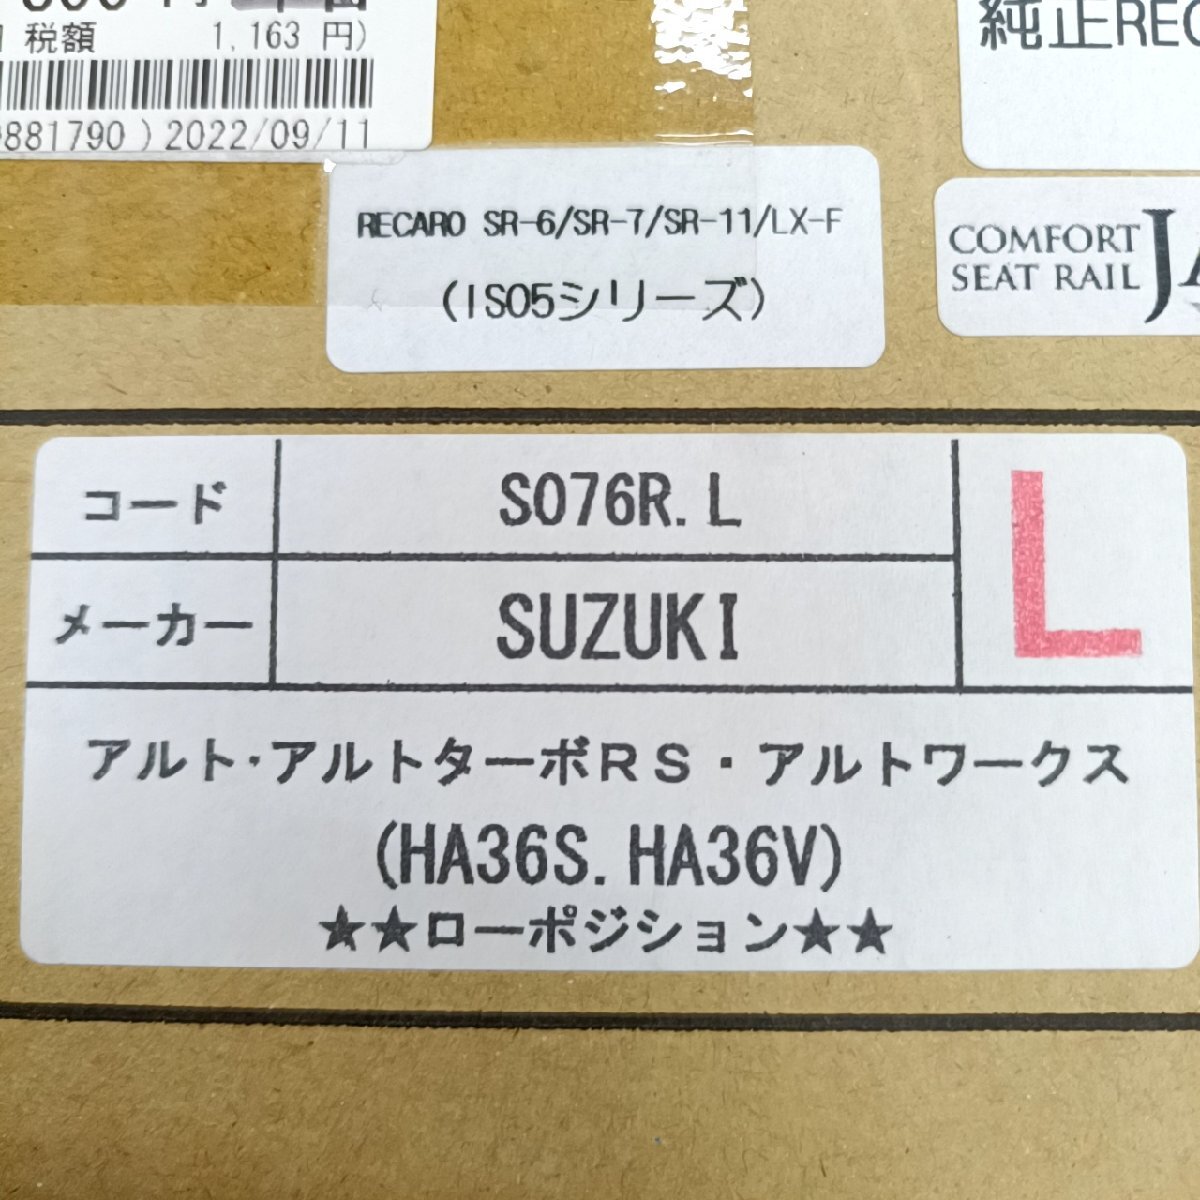 税額 1,163 円)
881790 )2022/09/11
純正REC
RECARO SR-6/SR-7/SR-11/LX-F
(ISO5シリーズ)
COMFORT
SEAT RAIL
コード S076R.L
L
メーカー SUZUKI
アルト・アルトターボRS・アルトワークス
(HA36S.HA36V)
★★ローポジション★★